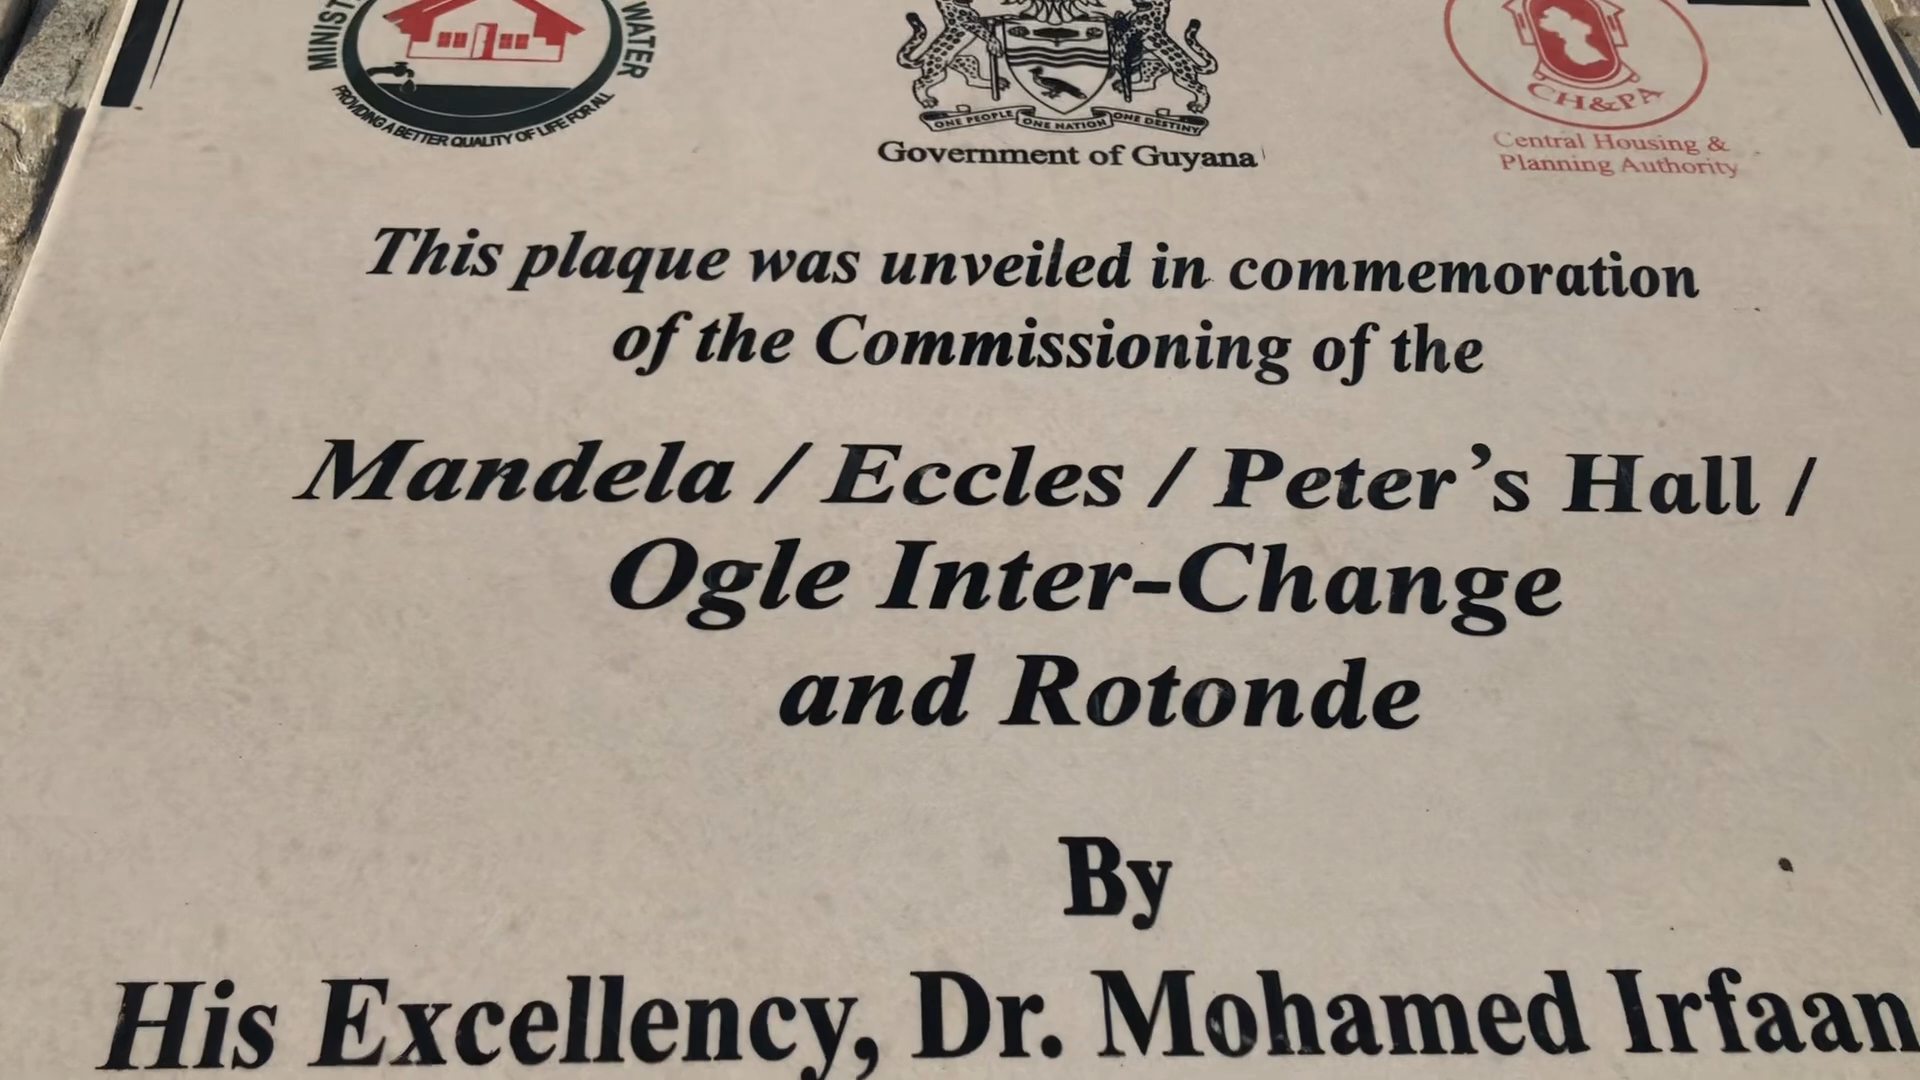 MINIST WATER
PROVIDING A BETTER QUALITY OF LIFE FOR ALL
ONE PEOPLE ONE NATION ONE DESTINY
Government of Guyana
CH&PA
Central Housing &
Planning Authority
This plaque was unveiled in commemoration
of the Commissioning of the
Mandela / Eccles / Peter's Hall /
Ogle Inter-Change
and Rotonde
By
His Excellency, Dr. Mohamed Irfaan